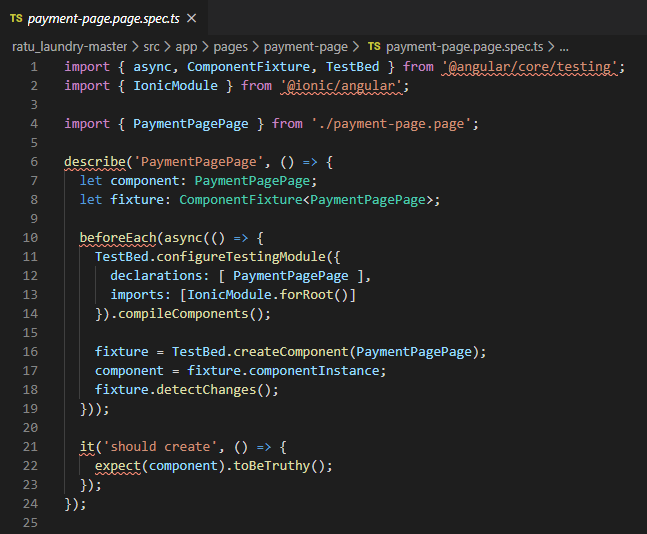 TS payment-page.page.spec.ts ×
ratu_laundry-master > src > app > pages > payment-page > TS payment-page.page.spec.ts > ...
1 import { async, ComponentFixture, TestBed } from '@angular/core/testing';
2 import { IonicModule } from '@ionic/angular';
3
4 import { PaymentPagePage } from './payment-page.page';
5
6 describe('PaymentPagePage', () => {
7 let component: PaymentPagePage;
8 let fixture: ComponentFixture<PaymentPagePage>;
9
10 beforeEach(async(() => {
11 TestBed.configureTestingModule({
12 declarations: [ PaymentPagePage ],
13 imports: [IonicModule.forRoot()]
14 }).compileComponents();
15
16 fixture = TestBed.createComponent(PaymentPagePage);
17 component = fixture.componentInstance;
18 fixture.detectChanges();
19 }));
20
21 it('should create', () => {
22 expect(component).toBeTruthy();
23 });
24 });
25